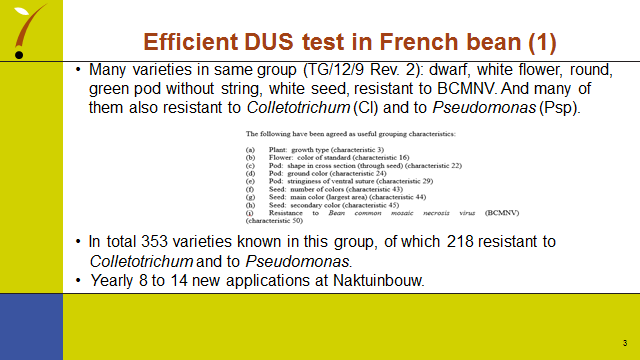 Efficient DUS test in French bean (1)
• Many varieties in same group (TG/12/9 Rev. 2): dwarf, white flower, round,
green pod without string, white seed, resistant to BCMNV. And many of
them also resistant to Colletotrichum (Cl) and to Pseudomonas (Psp).
The following have been agreed as useful grouping characteristics:
(a) Plant: growth type (characteristic 3)
(b) Flower: color of standard (characteristic 16)
(c) Pod: shape in cross section (through seed) (characteristic 22)
(d) Pod: ground color (characteristic 24)
(e) Pod: stringiness of ventral suture (characteristic 29)
(f) Seed: number of colors (characteristic 43)
(g) Seed: main color (largest area) (characteristic 44)
(h) Seed: secondary color (characteristic 45)
(i) Resistance to Bean common mosaic necrosis virus (BCMNV)
(characteristic 50)
• In total 353 varieties known in this group, of which 218 resistant to
Colletotrichum and to Pseudomonas.
• Yearly 8 to 14 new applications at Naktuinbouw.
3